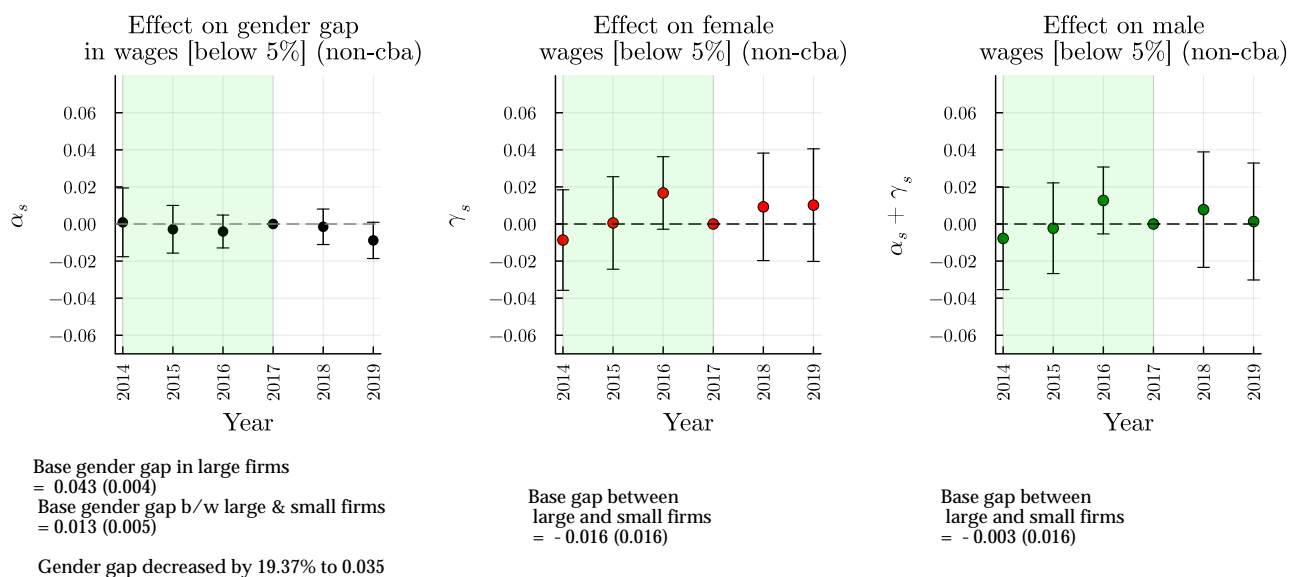 Effect on gender gap
in wages [below 5%] (non-cba)
0.06
0.04
0.02
0.00
−0.02
−0.04
−0.06
α_s
2014
2015
2016
2017
2018
2019
Year
Base gender gap in large firms
= 0.043 (0.004)
Base gender gap b/w large & small firms
= 0.013 (0.005)
Gender gap decreased by 19.37% to 0.035
Effect on female
wages [below 5%] (non-cba)
0.06
0.04
0.02
0.00
−0.02
−0.04
−0.06
γ_s
2014
2015
2016
2017
2018
2019
Year
Base gap between
large and small firms
= -0.016 (0.016)
Effect on male
wages [below 5%] (non-cba)
0.06
0.04
0.02
0.00
−0.02
−0.04
−0.06
α_s + γ_s
2014
2015
2016
2017
2018
2019
Year
Base gap between
large and small firms
= -0.003 (0.016)